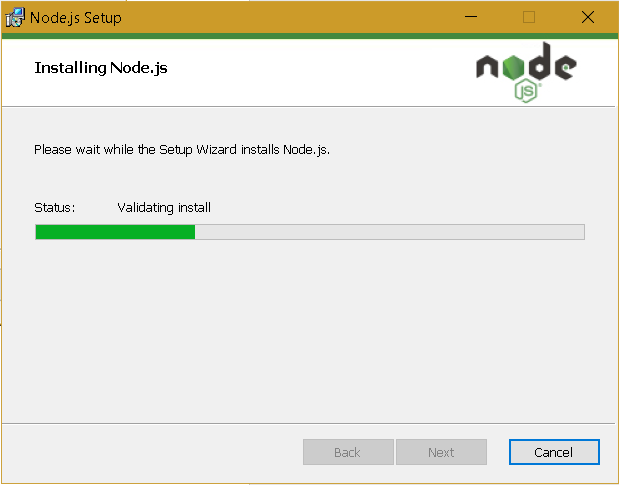 Node.js Setup
Installing Node.js
node
JS
Please wait while the Setup Wizard installs Node.js.
Status: Validating install
Back Next Cancel